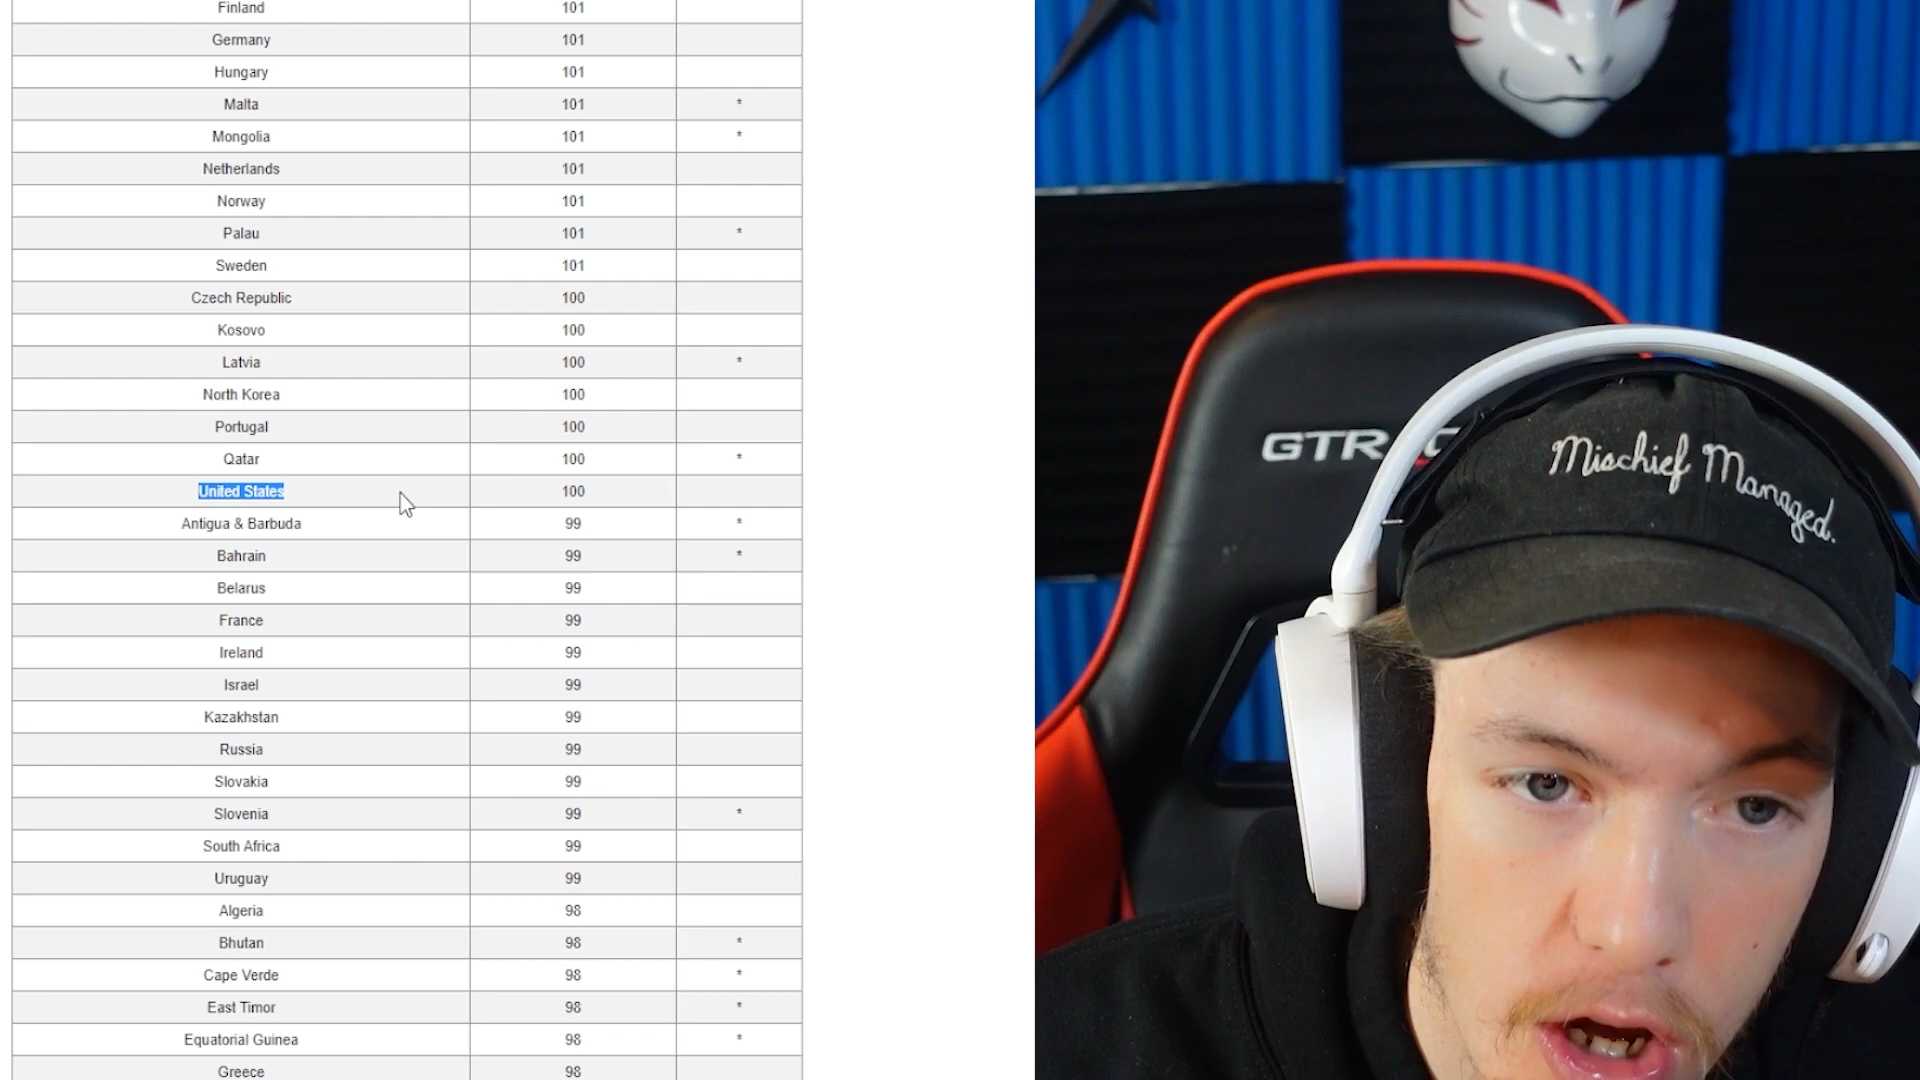 Finland 101
Germany 101
Hungary 101
Malta 101 *
Mongolia 101 *
Netherlands 101
Norway 101
Palau 101 *
Sweden 101
Czech Republic 100
Kosovo 100
Latvia 100 *
North Korea 100
Portugal 100
Qatar 100 *
United States 100
Antigua & Barbuda 99 *
Bahrain 99 *
Belarus 99
France 99
Ireland 99
Israel 99
Kazakhstan 99
Russia 99
Slovakia 99
Slovenia 99 *
South Africa 99
Uruguay 99
Algeria 98
Bhutan 98 *
Cape Verde 98 *
East Timor 98 *
Equatorial Guinea 98 *
Greece 98
GTR
Mischief Managed.